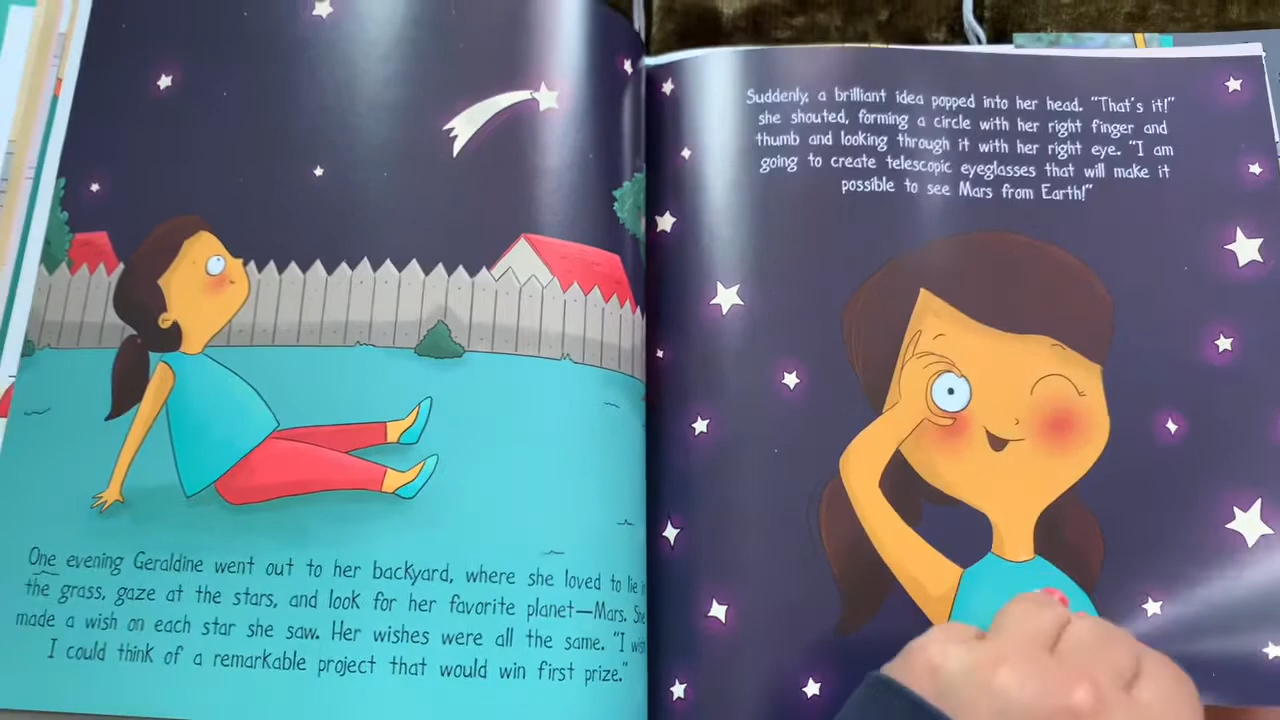 One evening Geraldine went out to her backyard, where she loved to lie
the grass, gaze at the stars, and look for her favorite planet—Mars. She
made a wish on each star she saw. Her wishes were all the same. "I wish
I could think of a remarkable project that would win first prize."
Suddenly, a brilliant idea popped into her head. "That's it!"
she shouted, forming a circle with her right finger and
thumb and looking through it with her right eye. "I am
going to create telescopic eyeglasses that will make it
possible to see Mars from Earth!"